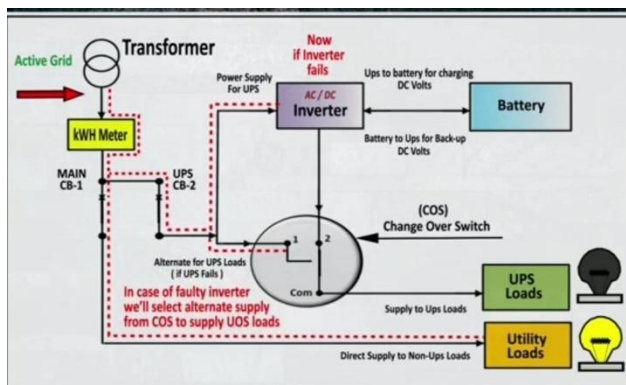 Transformer
Active Grid
Now
if Inverter
fails
Power Supply
For UPS
AC / DC
Inverter
Ups to battery for charging
DC Volts
Battery
Battery to Ups for Back-up
DC Volts
kWH Meter
MAIN
CB-1
UPS
CB-2
(COS)
Change Over Switch
1
2
Alternate for UPS Loads
( if UPS Fails )
Com
In case of faulty inverter
we'll select alternate supply
from COS to supply UOS loads
Supply to Ups Loads
UPS
Loads
Direct Supply to Non-Ups Loads
Utility
Loads